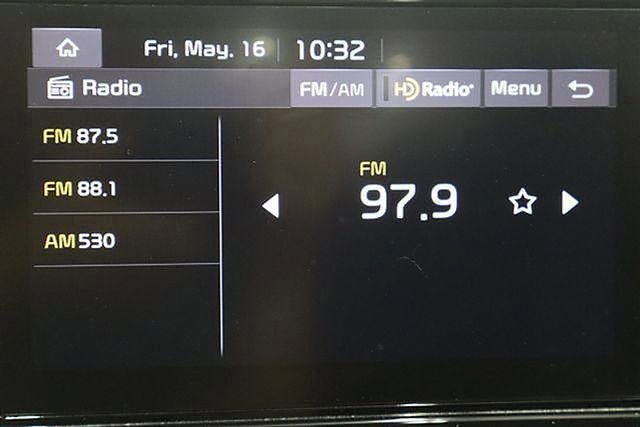 Fri, May. 16 10:32
Radio FM/AM HD Radio® Menu
FM 87.5
FM 88.1
AM 530
FM
97.9